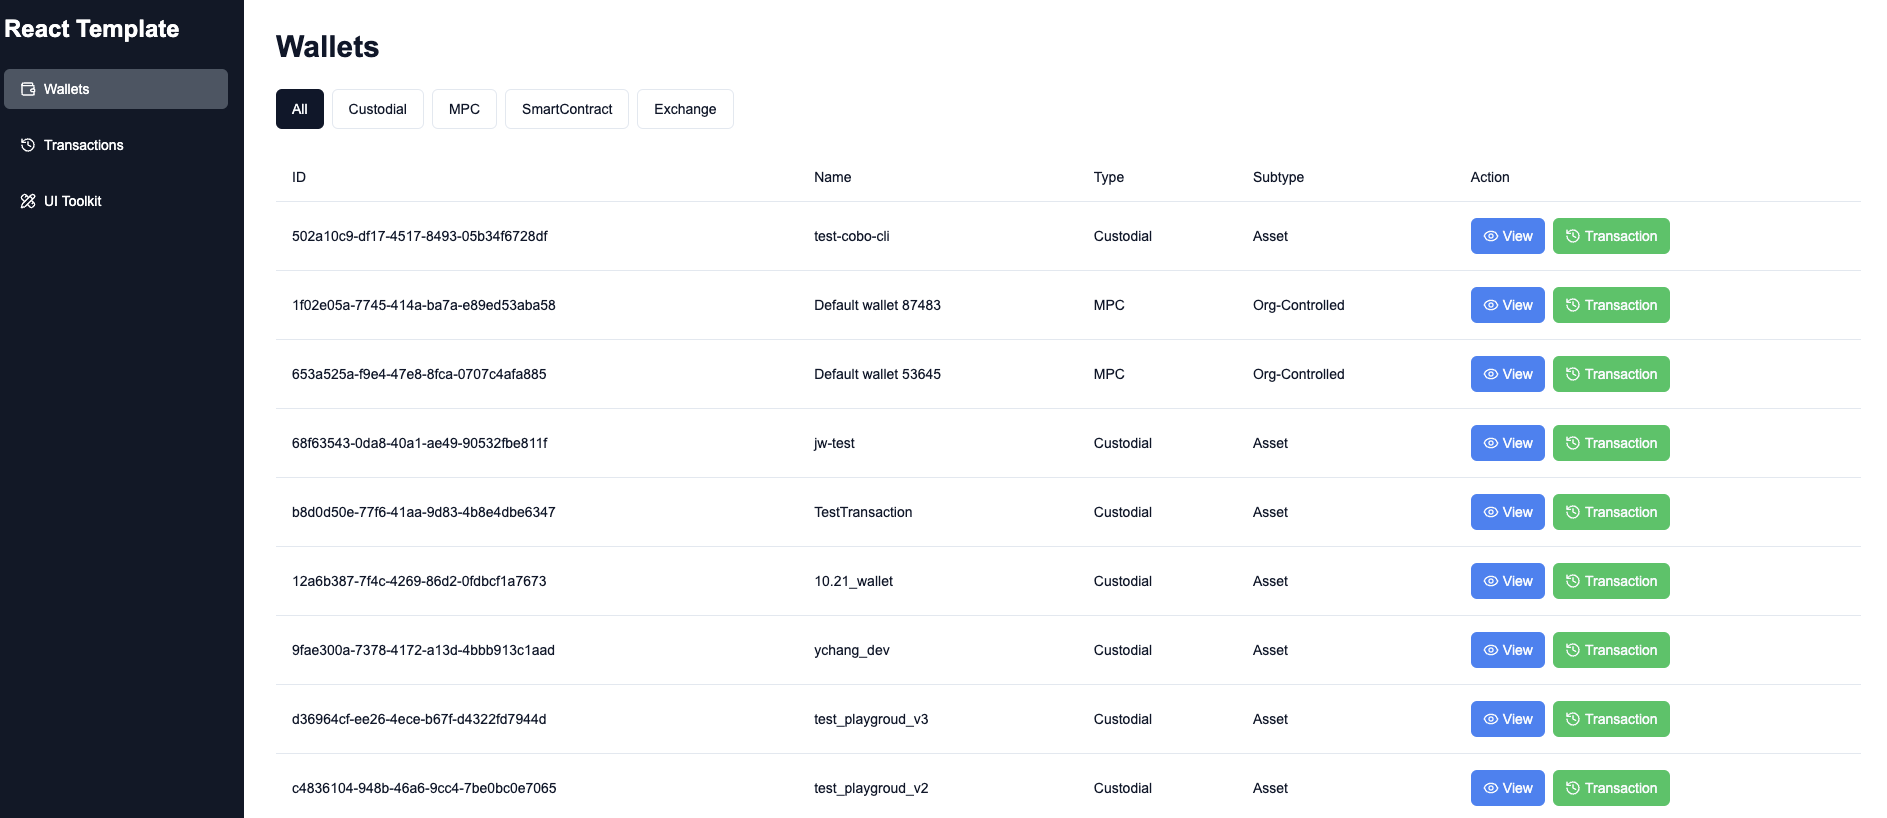 React Template
Wallets
Transactions
UI Toolkit
Wallets
All Custodial MPC SmartContract Exchange
ID Name Type Subtype Action
502a10c9-df17-4517-8493-05b34f6728df test-cobo-cli Custodial Asset View Transaction
1f02e05a-7745-414a-ba7a-e89ed53aba58 Default wallet 87483 MPC Org-Controlled View Transaction
653a525a-f9e4-47e8-8fca-0707c4afa885 Default wallet 53645 MPC Org-Controlled View Transaction
68f63543-0da8-40a1-ae49-90532fbe811f jw-test Custodial Asset View Transaction
b8d0d50e-77f6-41aa-9d83-4b8e4dbe6347 TestTransaction Custodial Asset View Transaction
12a6b387-7f4c-4269-86d2-0fdbcf1a7673 10.21_wallet Custodial Asset View Transaction
9fae300a-7378-4172-a13d-4bbb913c1aad ychang_dev Custodial Asset View Transaction
d36964cf-ee26-4ece-b67f-d4322fd7944d test_playgroud_v3 Custodial Asset View Transaction
c4836104-948b-46a6-9cc4-7be0bc0e7065 test_playgroud_v2 Custodial Asset View Transaction